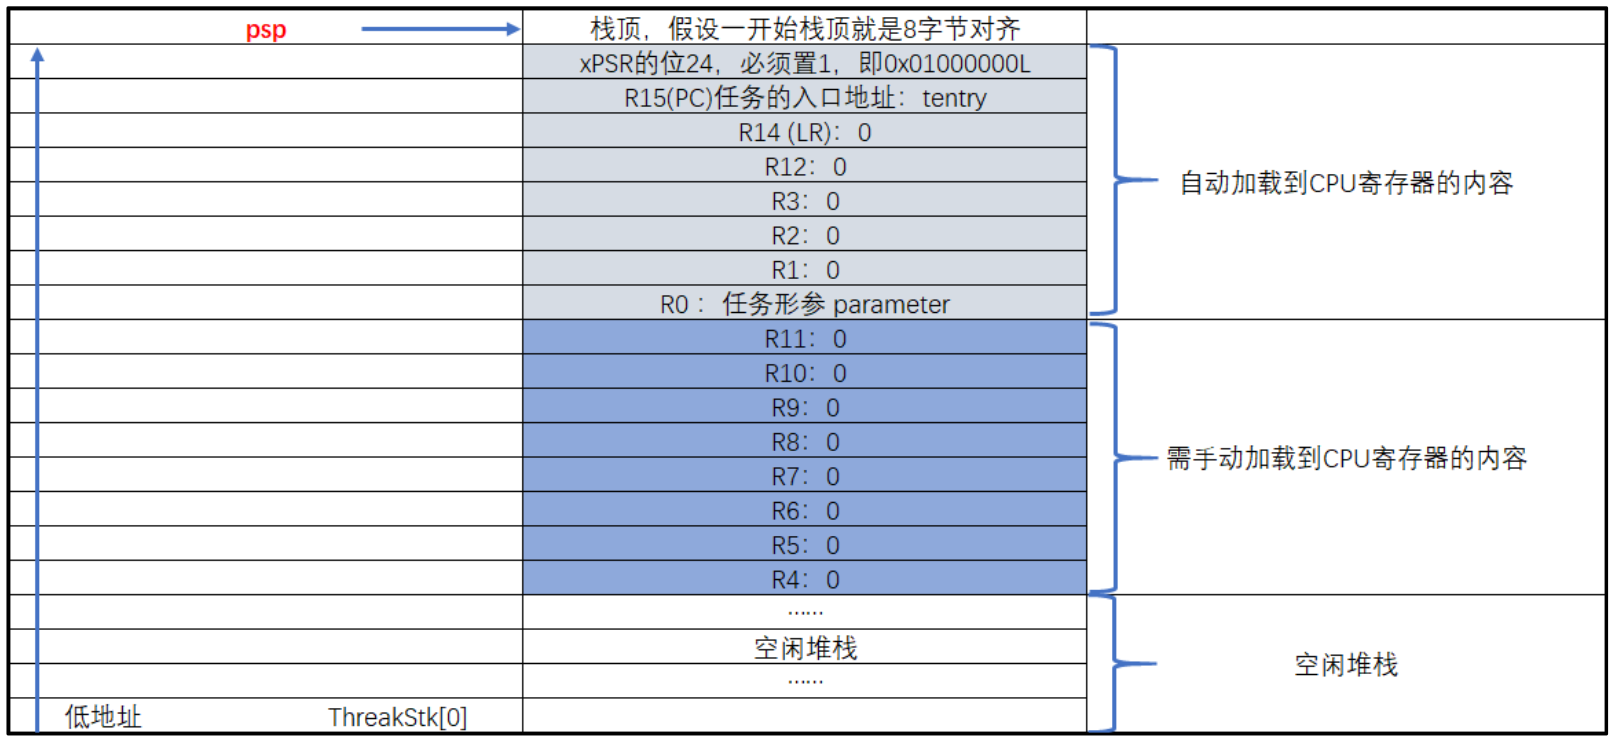 psp
栈顶，假设一开始栈顶就是8字节对齐
xPSR的位24，必须置1，即0x01000000L
R15(PC)任务的入口地址：tentry
R14 (LR)：0
R12：0
R3：0
R2：0
R1：0
R0 ：任务形参 parameter
自动加载到CPU寄存器的内容
R11：0
R10：0
R9：0
R8：0
R7：0
R6：0
R5：0
R4：0
需手动加载到CPU寄存器的内容
……
空闲堆栈
……
空闲堆栈
低地址 ThreakStk[0]